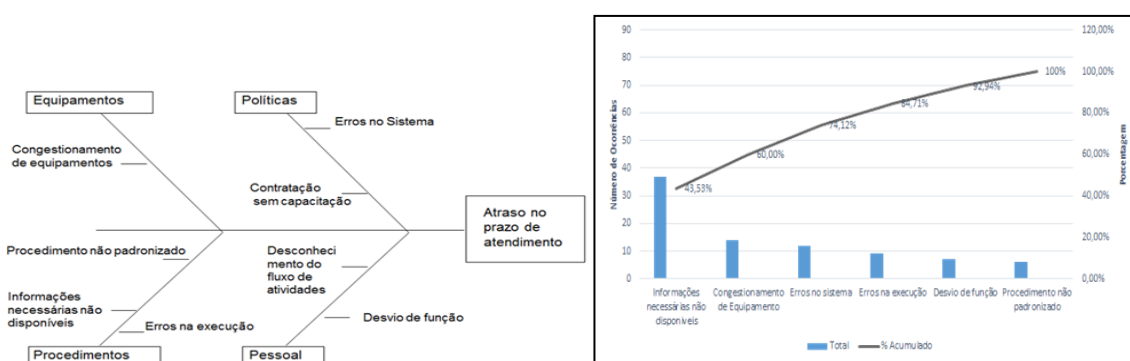 Equipamentos
Políticas
Erros no Sistema
Congestionamento
de equipamentos
Contratação
sem capacitação
Atraso no
prazo de
atendimento
Procedimento não padronizado
Desconheci
mento do
fluxo de
atividades
Informações
necessárias não
disponíveis
Erros na execução
Desvio de função
Procedimentos
Pessoal
90
80
70
60
50
40
30
20
10
0
Número de Ocorrências
120,00%
100,00%
80,00%
60,00%
40,00%
20,00%
0,00%
Porcentagem
43,53%
60,00%
74,12%
84,71%
92,94%
100%
Informações
necessárias não
disponíveis
Congestionamento
de Equipamento
Erros no sistema
Erros na execução
Desvio de função
Procedimento não
padronizado
Total
% Acumulado